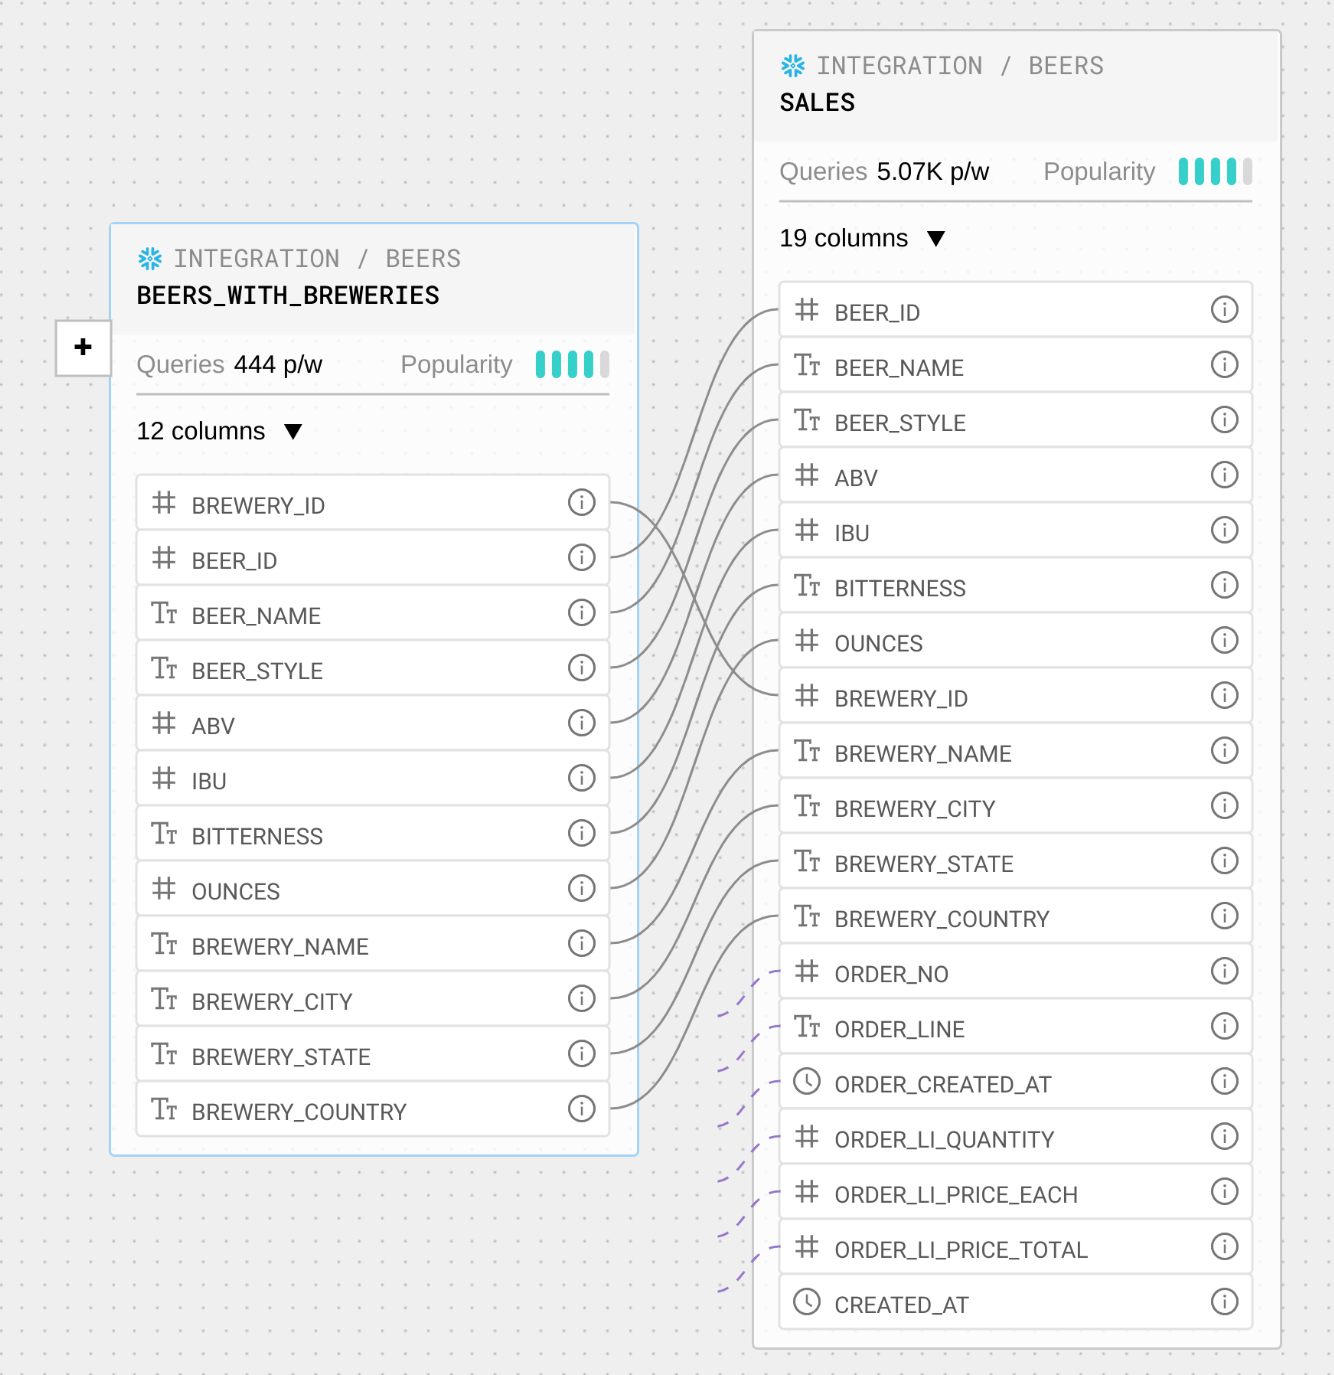 INTEGRATION / BEERS
BEERS_WITH_BREWERIES
+
Queries 444 p/w Popularity
12 columns
BREWERY_ID
BEER_ID
BEER_NAME
BEER_STYLE
ABV
IBU
BITTERNESS
OUNCES
BREWERY_NAME
BREWERY_CITY
BREWERY_STATE
BREWERY_COUNTRY
INTEGRATION / BEERS
SALES
Queries 5.07K p/w Popularity
19 columns
BEER_ID
BEER_NAME
BEER_STYLE
ABV
IBU
BITTERNESS
OUNCES
BREWERY_ID
BREWERY_NAME
BREWERY_CITY
BREWERY_STATE
BREWERY_COUNTRY
ORDER_NO
ORDER_LINE
ORDER_CREATED_AT
ORDER_LI_QUANTITY
ORDER_LI_PRICE_EACH
ORDER_LI_PRICE_TOTAL
CREATED_AT